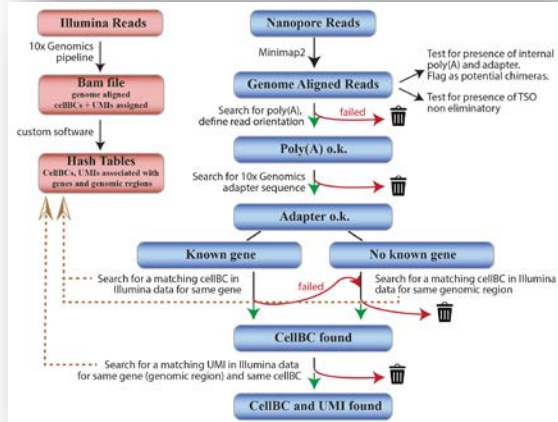 Illumina Reads
10x Genomics
pipeline
Bam file
genome aligned
cellBCs + UMIs assigned
custom software
Hash Tables
CellBCs, UMIs associated with
genes and genomic regions
Nanopore Reads
Minimap2
Genome Aligned Reads
Test for presence of internal
poly(A) and adapter.
Flag as potential chimeras.
Test for presence of TSO
non eliminatory
Search for poly(A),
define read orientation
failed
Poly(A) o.k.
Search for 10x Genomics
adapter sequence
Adapter o.k.
Known gene
No known gene
Search for a matching cellBC in
Illumina data for same gene
failed
Search for a matching cellBC in Illumina
data for same genomic region
CellBC found
Search for a matching UMI in Illumina data
for same gene (genomic region) and same cellBC
CellBC and UMI found